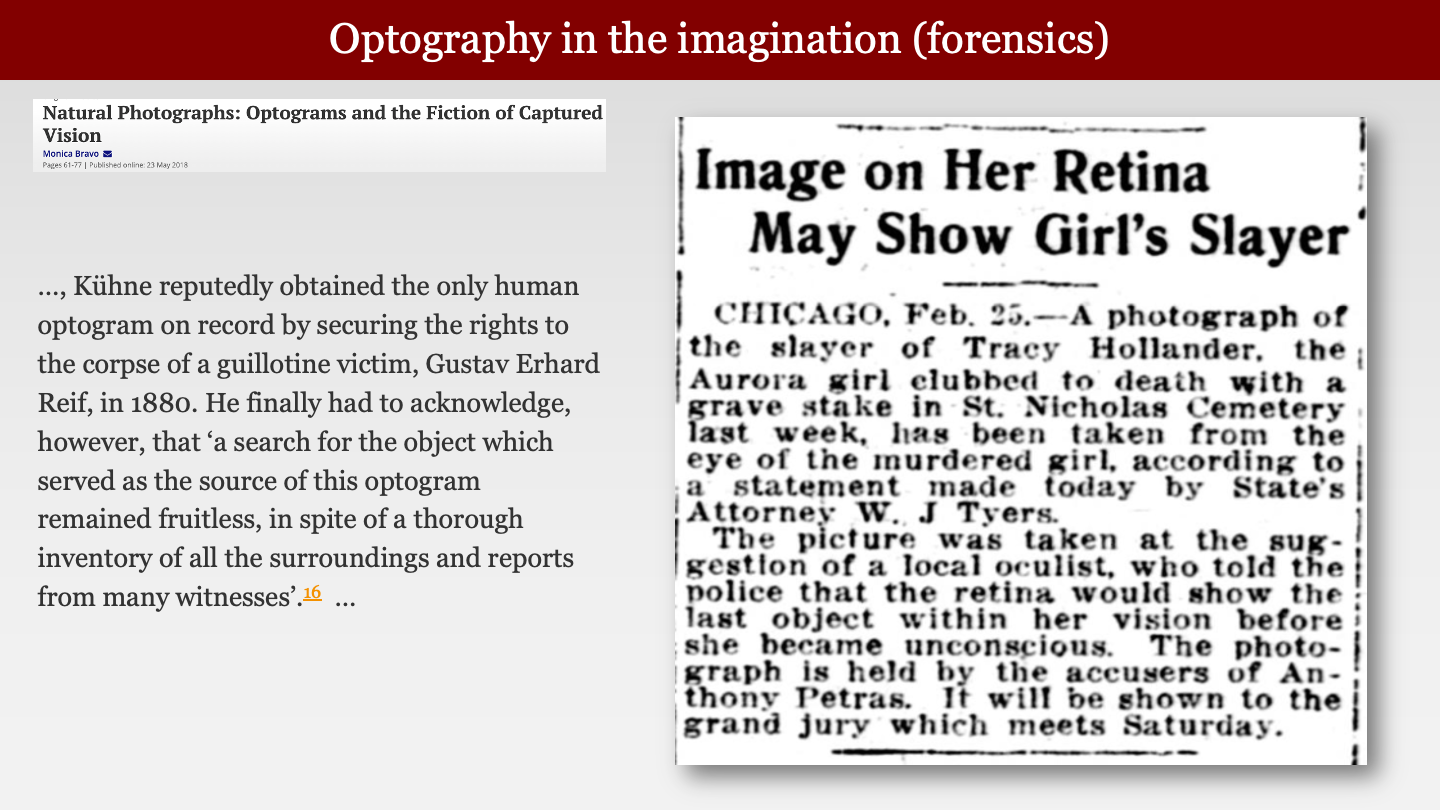 Optography in the imagination (forensics)
Natural Photographs: Optograms and the Fiction of Captured
Vision
Monica Bravo
Pages 61-77 | Published online: 23 May 2018
..., Kühne reputedly obtained the only human
optogram on record by securing the rights to
the corpse of a guillotine victim, Gustav Erhard
Reif, in 1880. He finally had to acknowledge,
however, that ‘a search for the object which
served as the source of this optogram
remained fruitless, in spite of a thorough
inventory of all the surroundings and reports
from many witnesses’.16 ...
Image on Her Retina
May Show Girl's Slayer
CHICAGO, Feb. 25.—A photograph of
the slayer of Tracy Hollander, the
Aurora girl clubbed to death with a
grave stake in St. Nicholas Cemetery
last week, has been taken from the
eye of the murdered girl, according to
a statement made today by State's
Attorney W. J Tyers.
The picture was taken at the sug-
gestion of a local oculist, who told the
police that the retina would show the
last object within her vision before
she became unconscious. The photo-
graph is held by the accusers of An-
thony Petras. It will be shown to the
grand jury which meets Saturday.